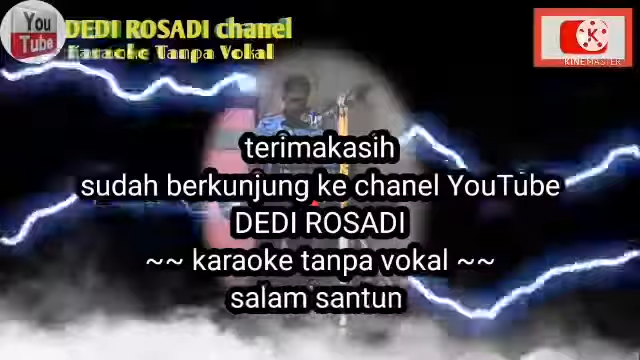 You
Tube
DEDI ROSADI chanel
Karaoke Tanpa Vokal
K
KINEMASTER
terimakasih
sudah berkunjung ke chanel YouTube
DEDI ROSADI
~~ karaoke tanpa vokal ~~
salam santun